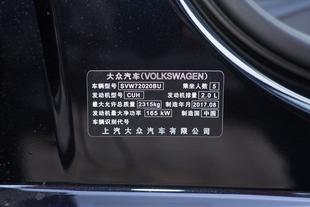 大众汽车(VOLKSWAGEN)
车辆型号 SVW72020BU 乘坐人数 5
发动机型号 CUH 发动机排量 2.0 L
最大允许总质量 2315kg 制造年月 2017.08
发动机最大净功率 165 kW 制造国 中国
车辆识别代号
上汽大众汽车有限公司